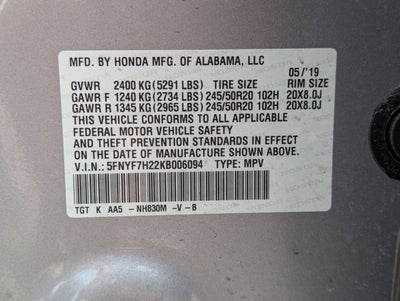 MFD. BY HONDA MFG. OF ALABAMA, LLC
05/'19
GVWR 2400 KG (5291 LBS) TIRE SIZE RIM SIZE
GAWR F 1240 KG (2734 LBS) 245/50R20 102H 20X8.0J
GAWR R 1345 KG (2965 LBS) 245/50R20 102H 20X8.0J
THIS VEHICLE CONFORMS TO ALL APPLICABLE
FEDERAL MOTOR VEHICLE SAFETY
AND THEFT PREVENTION STANDARDS IN EFFECT ON
THE DATE OF MANUFACTURE SHOWN ABOVE.
V.I.N.: 5FNYF7H22KB006094 TYPE: MPV
TGT K AA5 -NH830M -V-B